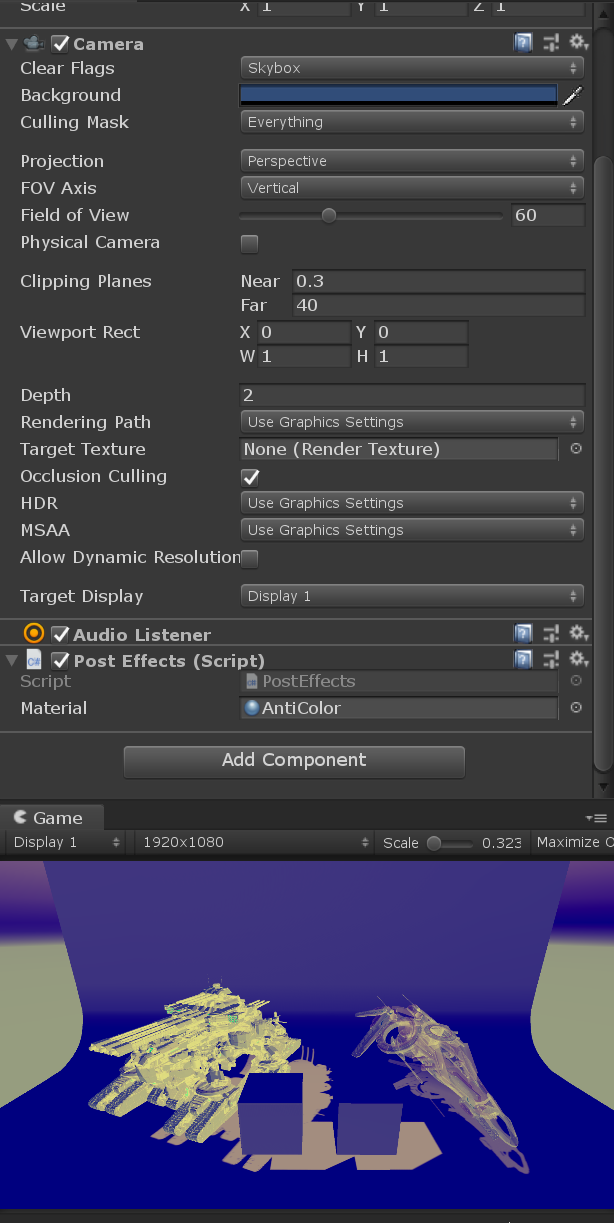 Scale X 1 Y 1 Z 1
Camera
Clear Flags Skybox
Background
Culling Mask Everything
Projection Perspective
FOV Axis Vertical
Field of View 60
Physical Camera
Clipping Planes Near 0.3
Far 40
Viewport Rect X 0 Y 0
W 1 H 1
Depth 2
Rendering Path Use Graphics Settings
Target Texture None (Render Texture)
Occlusion Culling
HDR Use Graphics Settings
MSAA Use Graphics Settings
Allow Dynamic Resolution
Target Display Display 1
Audio Listener
C# Post Effects (Script)
Script C# PostEffects
Material AntiColor
Add Component
Game
Display 1 1920x1080 Scale 0.323 Maximize O